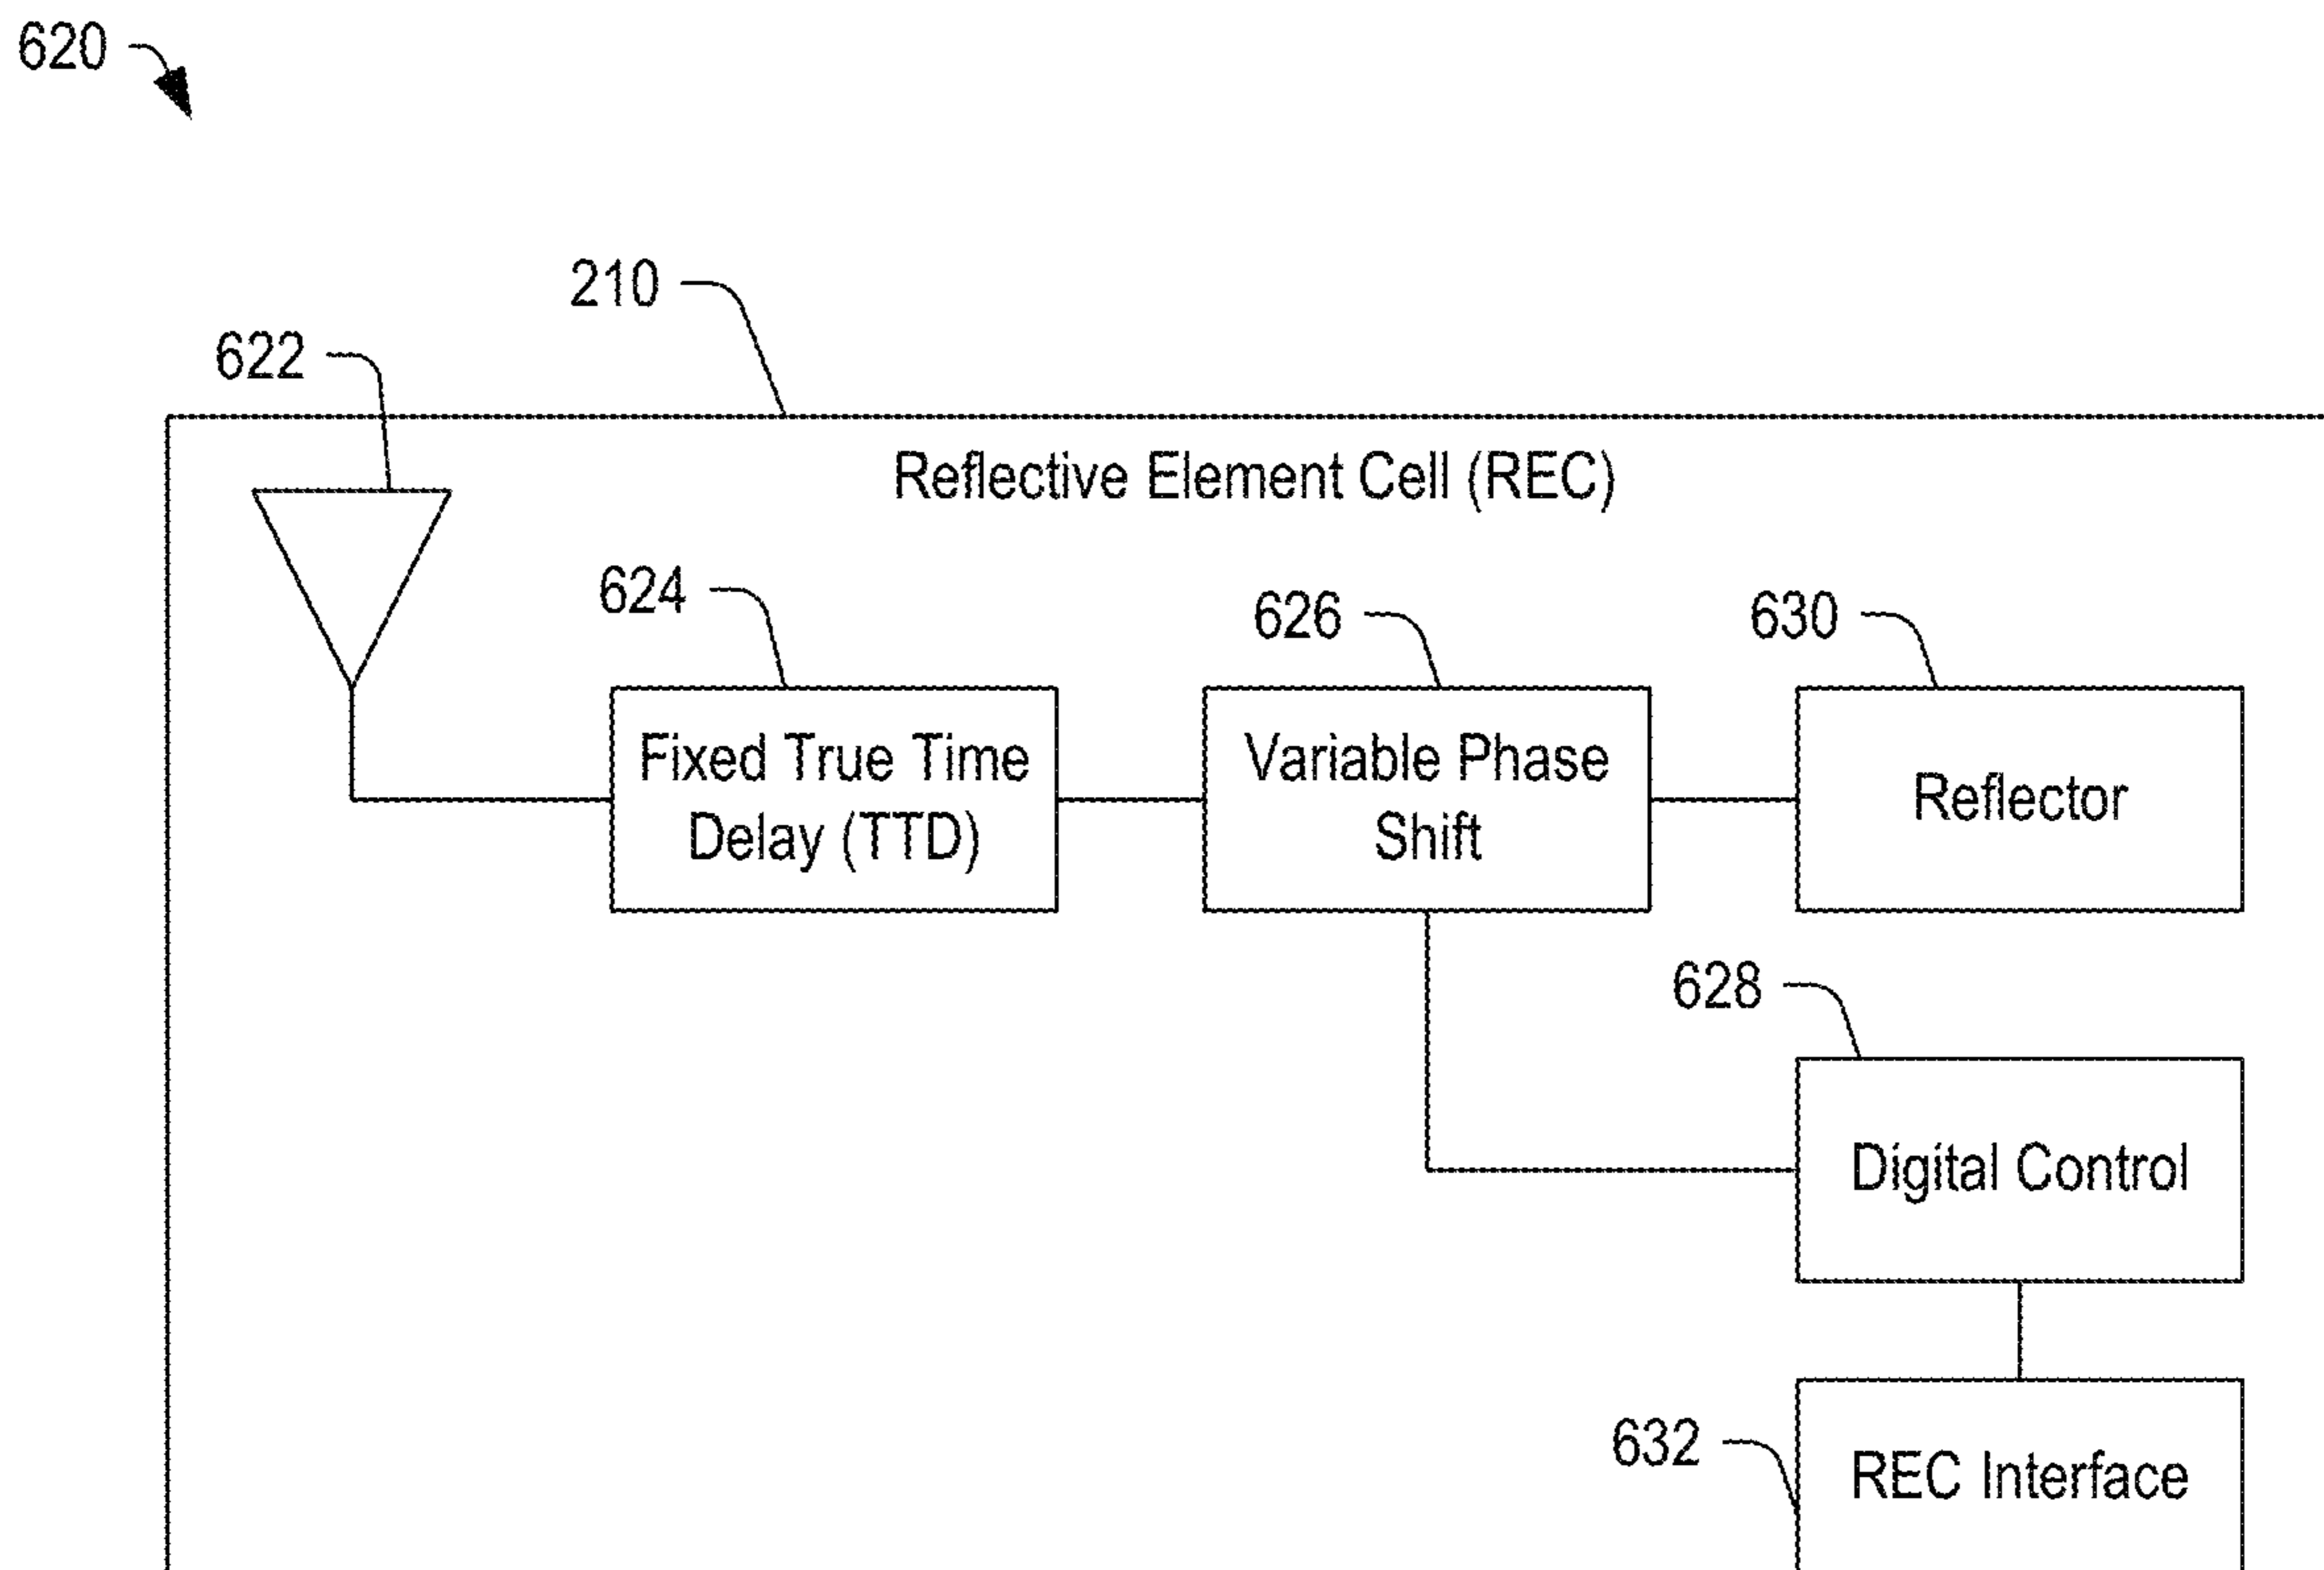 620
210
622
Reflective Element Cell (REC)
624
626
630
Fixed True Time
Delay (TTD)
Variable Phase
Shift
Reflector
628
Digital Control
632
REC Interface